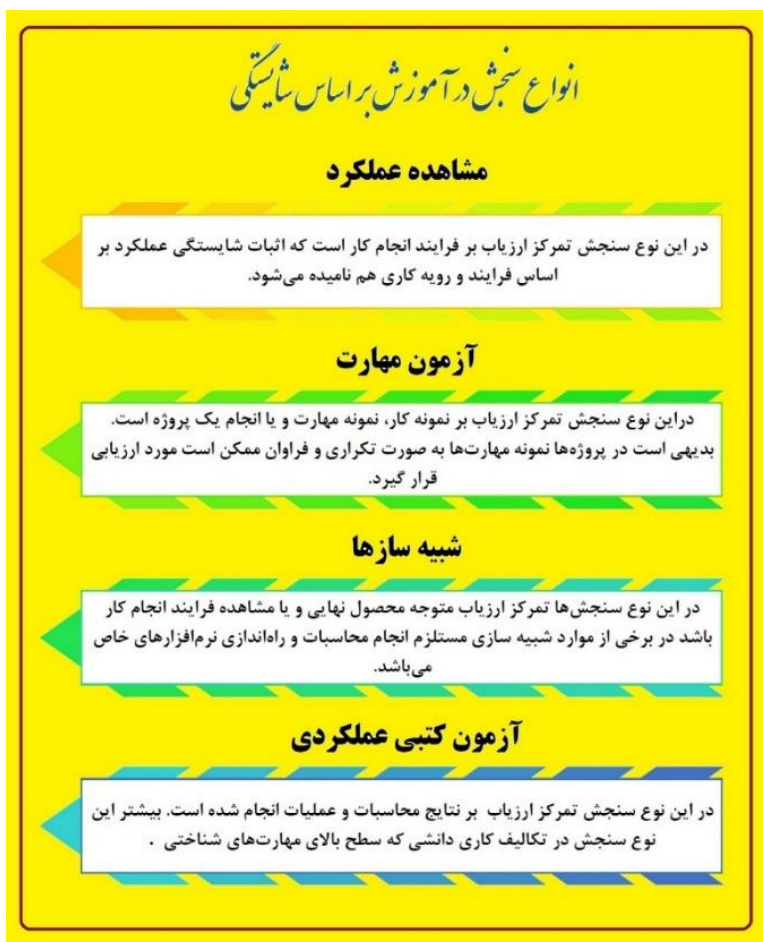 انواع سنجش در آموزش بر اساس شایستگی
مشاهده عملکرد
در این نوع سنجش تمرکز ارزیاب بر فرایند انجام کار است که اثبات شایستگی عملکرد بر
اساس فرایند و رویه کاری هم نامیده می‌شود.
آزمون مهارت
دراین نوع سنجش تمرکز ارزیاب بر نمونه کار، نمونه مهارت و یا انجام یک پروژه است.
بدیهی است در پروژه‌ها نمونه مهارت‌ها به صورت تکراری و فراوان ممکن است مورد ارزیابی
قرار گیرد.
شبیه سازها
در این نوع سنجش‌ها تمرکز ارزیاب متوجه محصول نهایی و یا مشاهده فرایند انجام کار
باشد در برخی از موارد شبیه سازی مستلزم انجام محاسبات و راه‌اندازی نرم‌افزارهای خاص
می‌باشد.
آزمون کتبی عملکردی
در این نوع سنجش تمرکز ارزیاب بر نتایج محاسبات و عملیات انجام شده است. بیشتر این
نوع سنجش در تکالیف کاری دانشی که سطح بالای مهارت‌های شناختی .